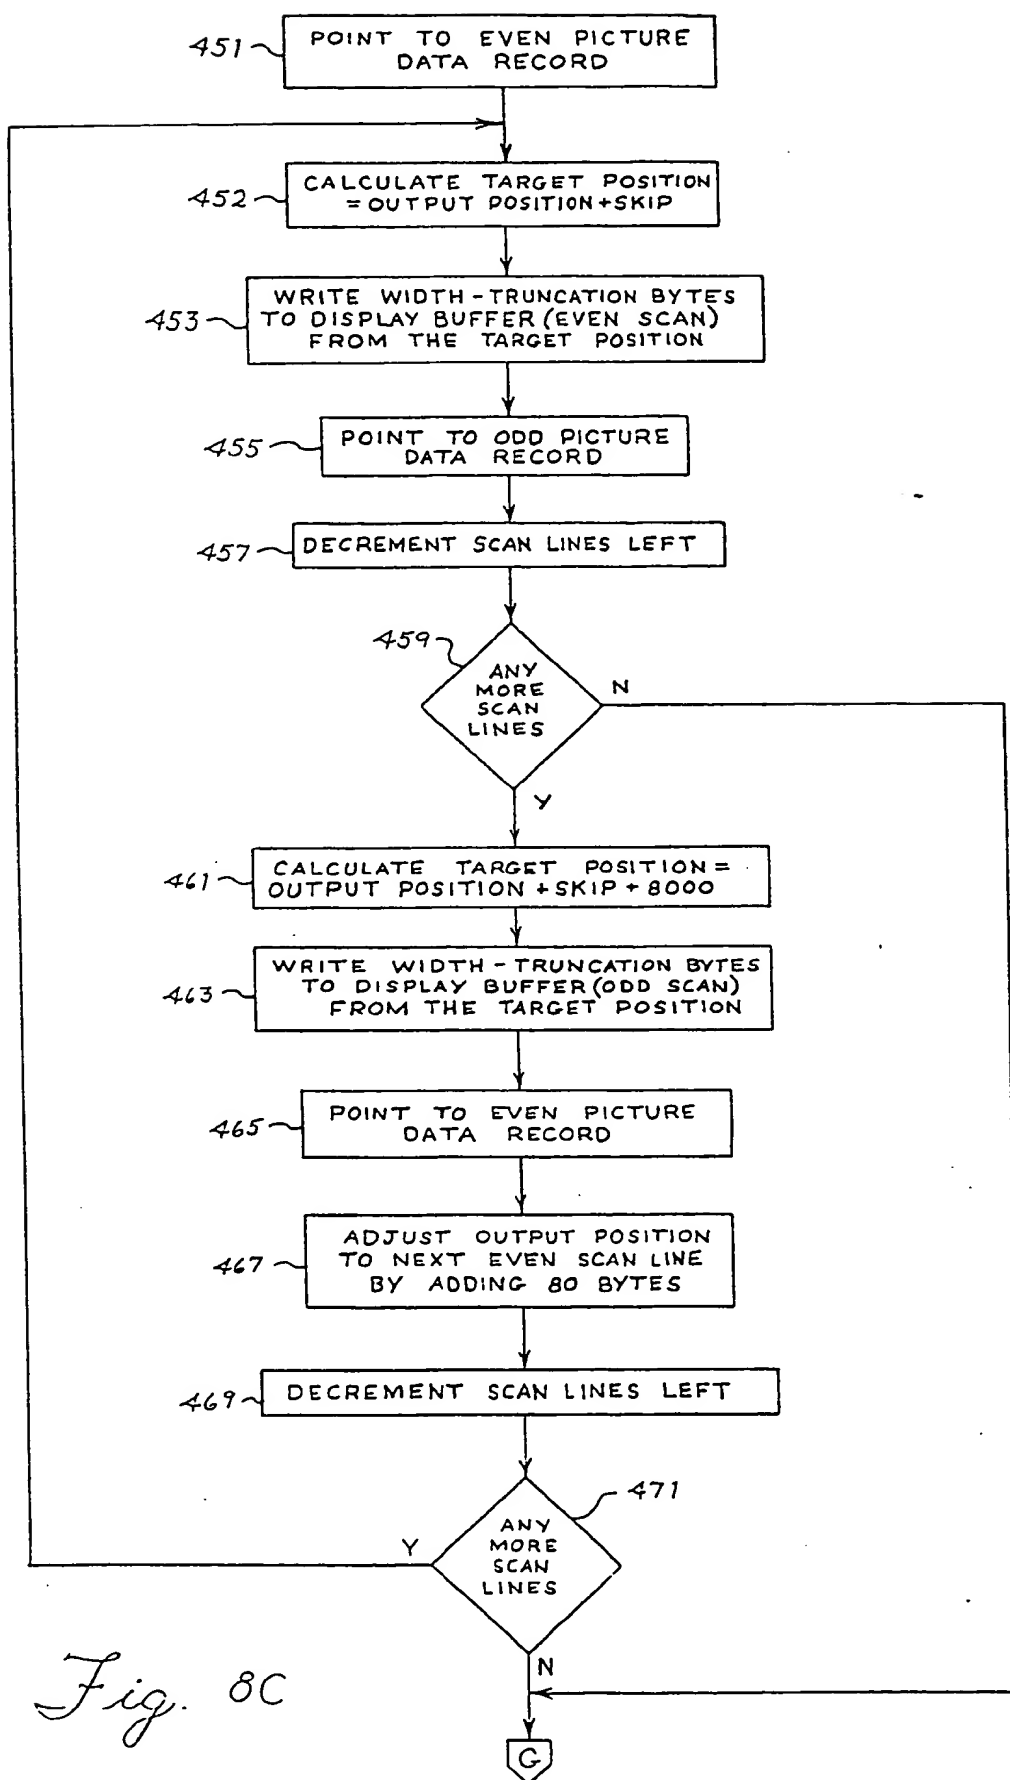 451
POINT TO EVEN PICTURE
DATA RECORD
452
CALCULATE TARGET POSITION
= OUTPUT POSITION + SKIP
453
WRITE WIDTH - TRUNCATION BYTES
TO DISPLAY BUFFER (EVEN SCAN)
FROM THE TARGET POSITION
455
POINT TO ODD PICTURE
DATA RECORD
457
DECREMENT SCAN LINES LEFT
459
ANY
MORE
SCAN
LINES
N
Y
461
CALCULATE TARGET POSITION =
OUTPUT POSITION + SKIP + 8000
463
WRITE WIDTH - TRUNCATION BYTES
TO DISPLAY BUFFER (ODD SCAN)
FROM THE TARGET POSITION
465
POINT TO EVEN PICTURE
DATA RECORD
467
ADJUST OUTPUT POSITION
TO NEXT EVEN SCAN LINE
BY ADDING 80 BYTES
469
DECREMENT SCAN LINES LEFT
471
ANY
MORE
SCAN
LINES
Y
N
G
Fig. 8C